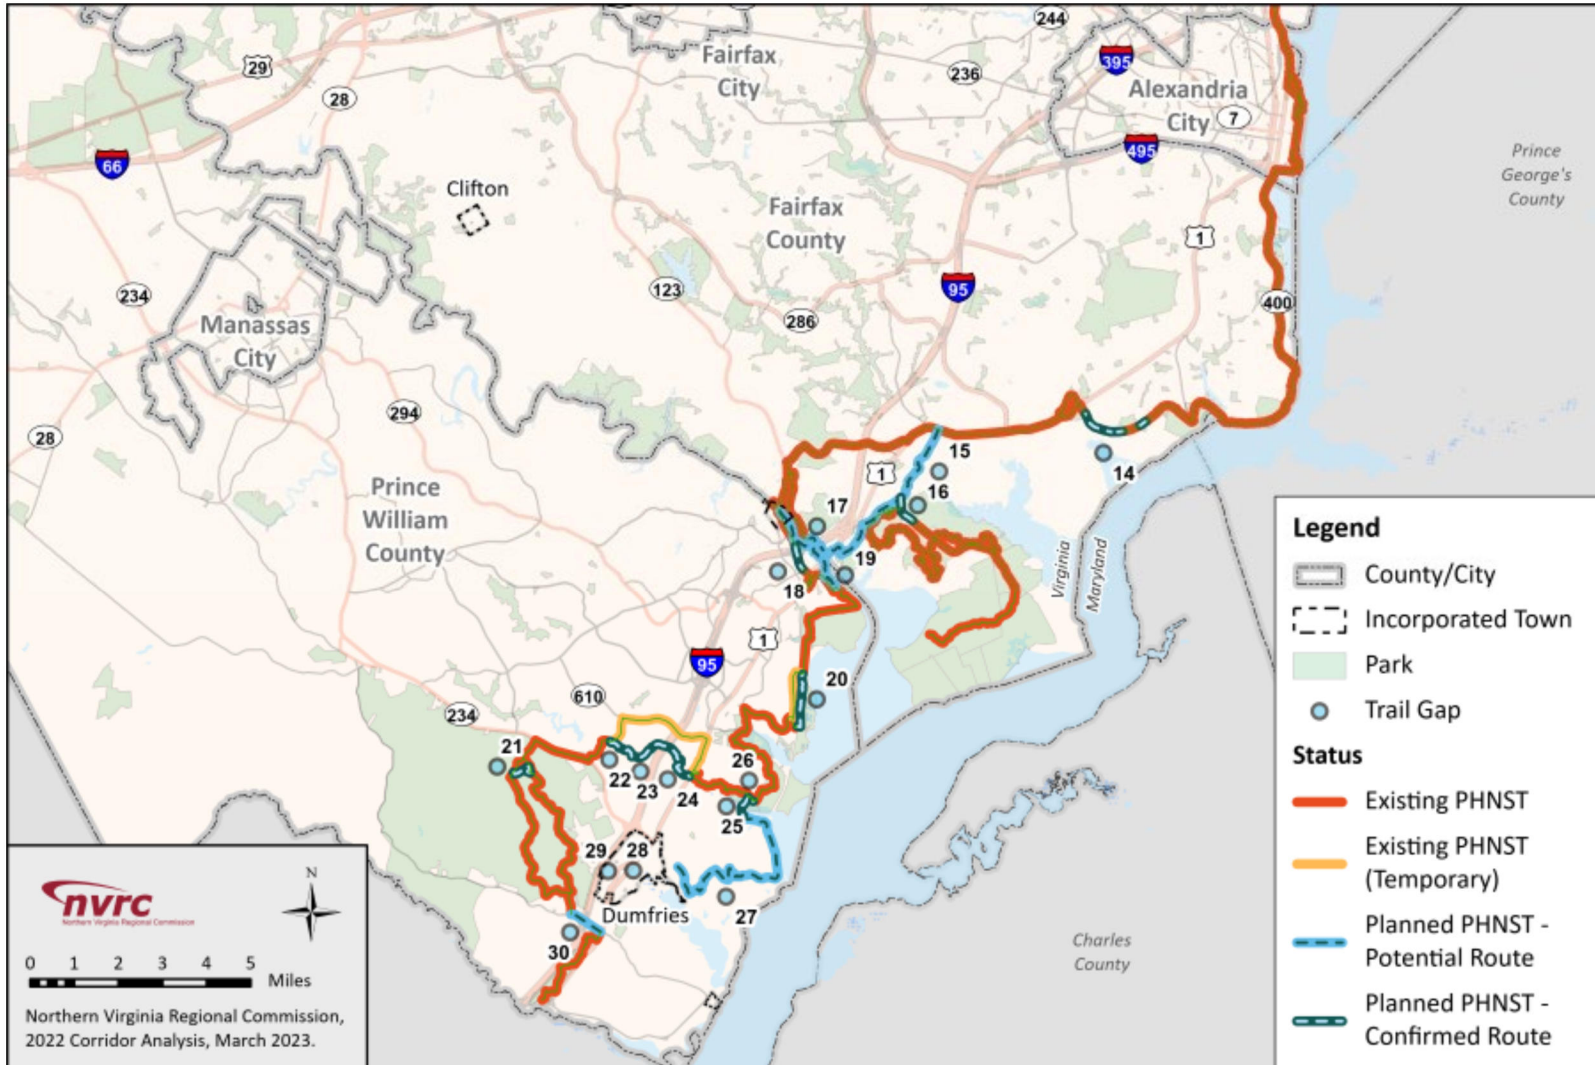 244
29
Fairfax
City
236
395
28
Alexandria
City
7
66
495
Prince
George's
County
Clifton
Fairfax
County
1
123
95
234
400
286
Manassas
City
294
28
15
14
1
16
Prince
William
County
17
Virginia
Maryland
19
18
1
95
20
610
234
21
26
22
23
24
25
29
28
27
Dumfries
30
Charles
County
nvrc
Northern Virginia Regional Commission
N
0 1 2 3 4 5
Miles
Northern Virginia Regional Commission,
2022 Corridor Analysis, March 2023.
Legend
County/City
Incorporated Town
Park
Trail Gap
Status
Existing PHNST
Existing PHNST
(Temporary)
Planned PHNST -
Potential Route
Planned PHNST -
Confirmed Route